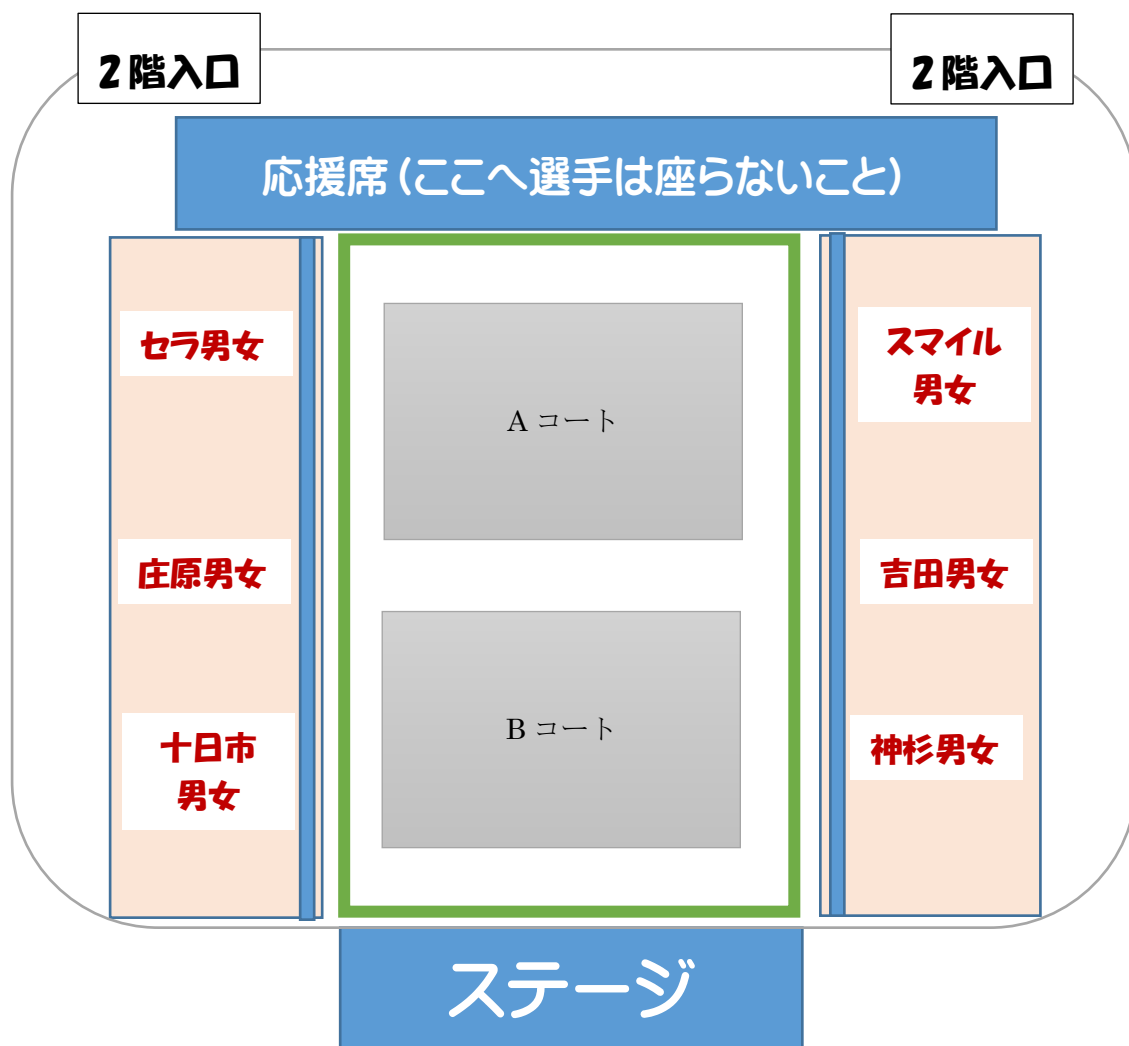 2階入口
2階入口
応援席(ここへ選手は座らないこと)
セラ男女
スマイル
男女
Aコート
庄原男女
吉田男女
十日市
男女
Bコート
神杉男女
ステージ